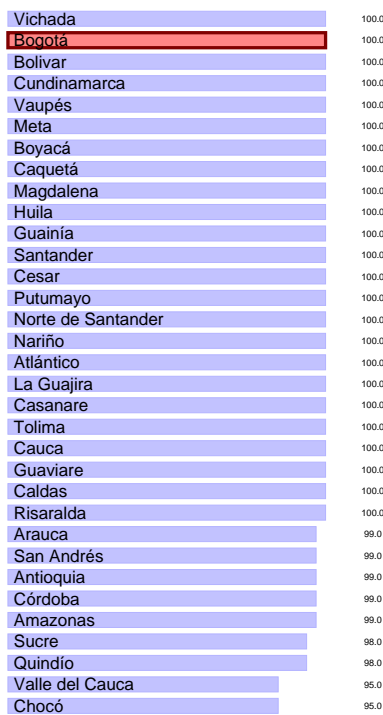 Vichada 100.0
Bogotá 100.0
Bolivar 100.0
Cundinamarca 100.0
Vaupés 100.0
Meta 100.0
Boyacá 100.0
Caquetá 100.0
Magdalena 100.0
Huila 100.0
Guainía 100.0
Santander 100.0
Cesar 100.0
Putumayo 100.0
Norte de Santander 100.0
Nariño 100.0
Atlántico 100.0
La Guajira 100.0
Casanare 100.0
Tolima 100.0
Cauca 100.0
Guaviare 100.0
Caldas 100.0
Risaralda 100.0
Arauca 99.0
San Andrés 99.0
Antioquia 99.0
Córdoba 99.0
Amazonas 99.0
Sucre 98.0
Quindío 98.0
Valle del Cauca 95.0
Chocó 95.0